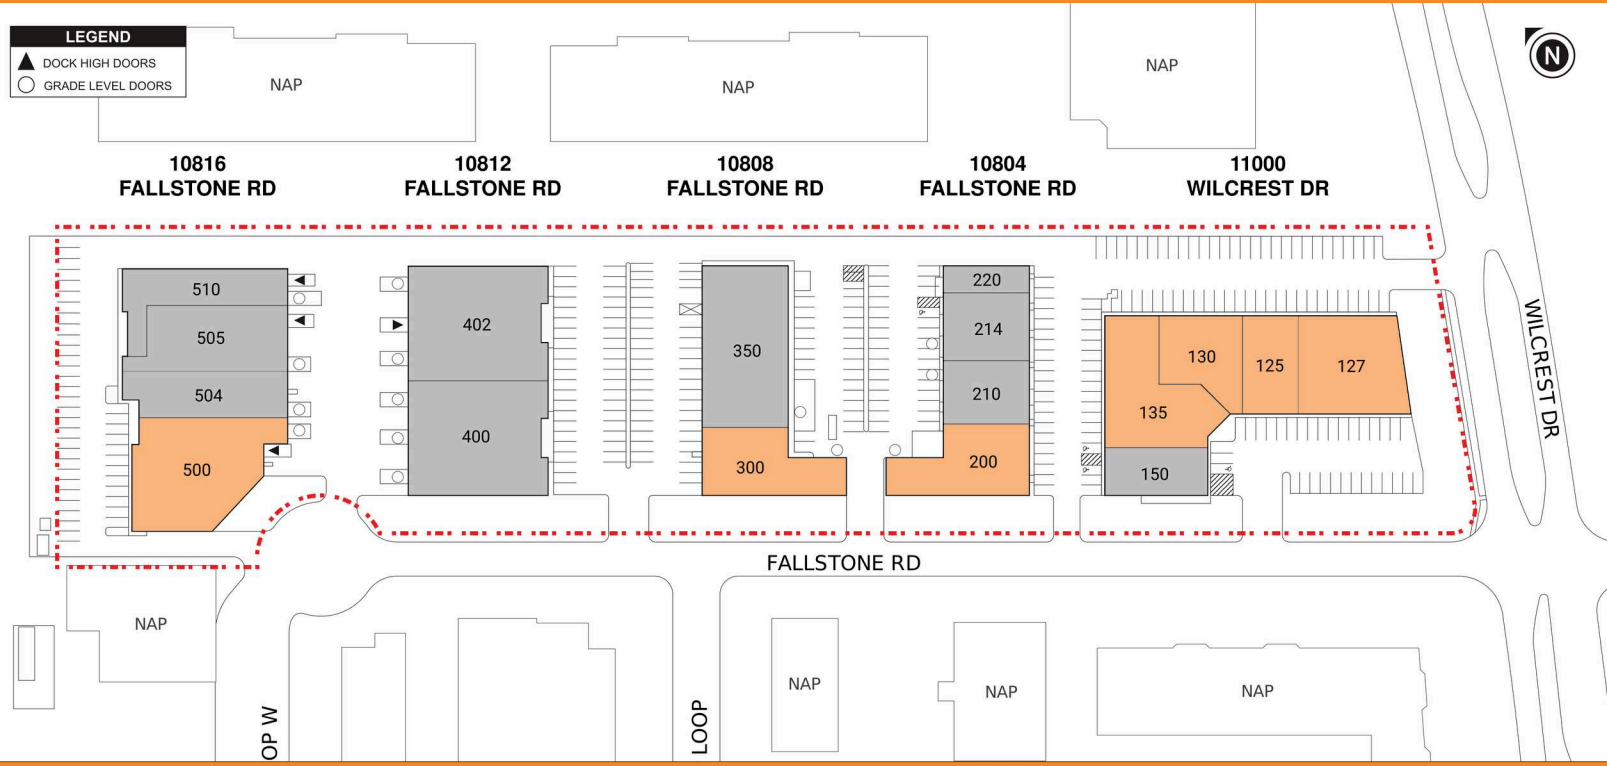 LEGEND
DOCK HIGH DOORS
GRADE LEVEL DOORS
NAP
NAP
NAP
N
10816
FALLSTONE RD
10812
FALLSTONE RD
10808
FALLSTONE RD
10804
FALLSTONE RD
11000
WILCREST DR
510
505
504
500
402
400
350
300
220
214
210
200
130
125
127
135
150
WILCREST DR
FALLSTONE RD
NAP
OP W
LOOP
NAP
NAP
NAP